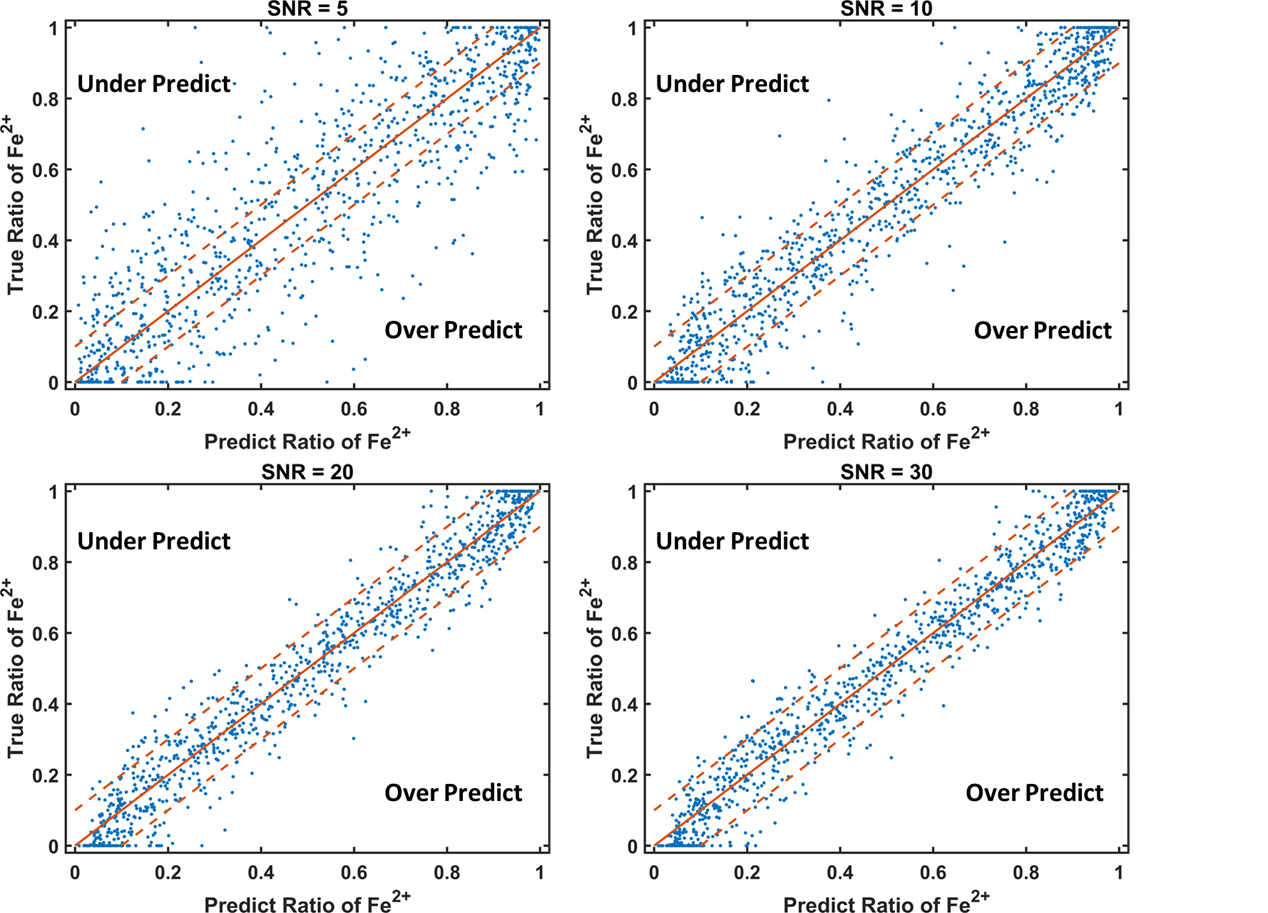 SNR = 5
1
0.8
0.6
0.4
0.2
0
True Ratio of Fe2+
Under Predict
Over Predict
0 0.2 0.4 0.6 0.8 1
Predict Ratio of Fe2+
SNR = 10
1
0.8
0.6
0.4
0.2
0
True Ratio of Fe2+
Under Predict
Over Predict
0 0.2 0.4 0.6 0.8 1
Predict Ratio of Fe2+
SNR = 20
1
0.8
0.6
0.4
0.2
0
True Ratio of Fe2+
Under Predict
Over Predict
0 0.2 0.4 0.6 0.8 1
Predict Ratio of Fe2+
SNR = 30
1
0.8
0.6
0.4
0.2
0
True Ratio of Fe2+
Under Predict
Over Predict
0 0.2 0.4 0.6 0.8 1
Predict Ratio of Fe2+